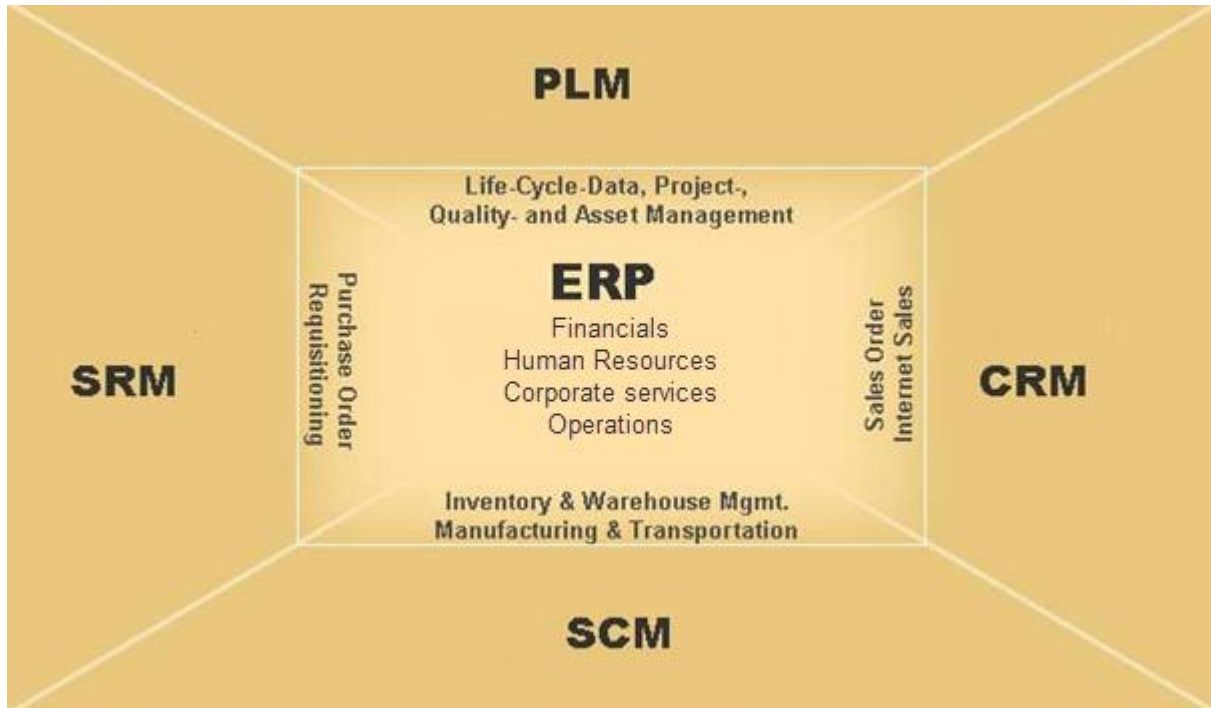 PLM
Life-Cycle-Data, Project-,
Quality- and Asset Management
SRM
Purchase Order
Requisitioning
ERP
Financials
Human Resources
Corporate services
Operations
Sales Order
Internet Sales
CRM
Inventory & Warehouse Mgmt.
Manufacturing & Transportation
SCM